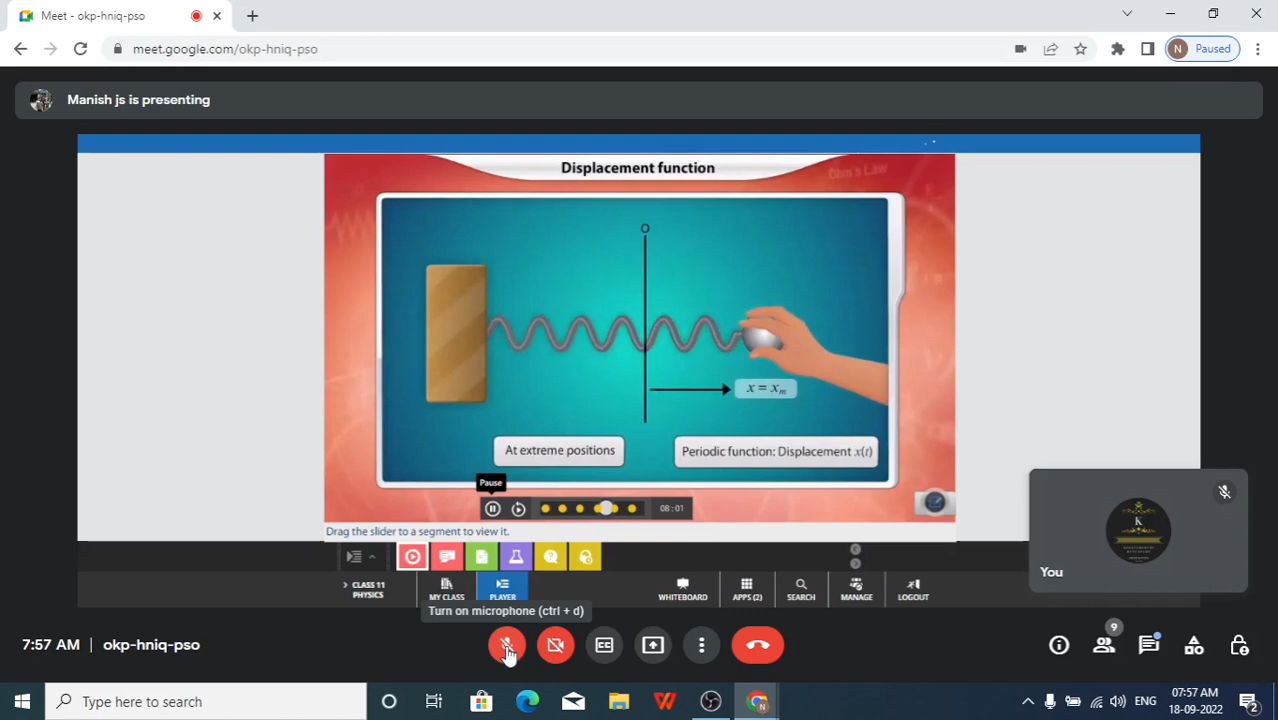 Meet - okp-hniq-pso
meet.google.com/okp-hniq-pso
N Paused
Manish js is presenting
Displacement function
Ohm's Law
O
x = xm
At extreme positions
Periodic function: Displacement x(t)
Pause
08:01
Drag the slider to a segment to view it.
CLASS 11
PHYSICS
MY CLASS
PLAYER
WHITEBOARD
APPS (2)
SEARCH
MANAGE
LOGOUT
K
You
Turn on microphone (ctrl + d)
7:57 AM | okp-hniq-pso
CC
9
Type here to search
ENG
07:57 AM
18-09-2022
2